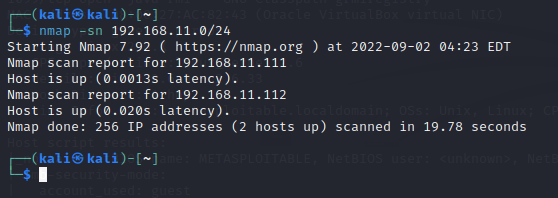 ┌──(kali㉿kali)-[~]
└─$ nmap -sn 192.168.11.0/24
Starting Nmap 7.92 ( https://nmap.org ) at 2022-09-02 04:23 EDT
Nmap scan report for 192.168.11.111
Host is up (0.0013s latency).
Nmap scan report for 192.168.11.112
Host is up (0.020s latency).
Nmap done: 256 IP addresses (2 hosts up) scanned in 19.78 seconds
┌──(kali㉿kali)-[~]
└─$
account_used: guest